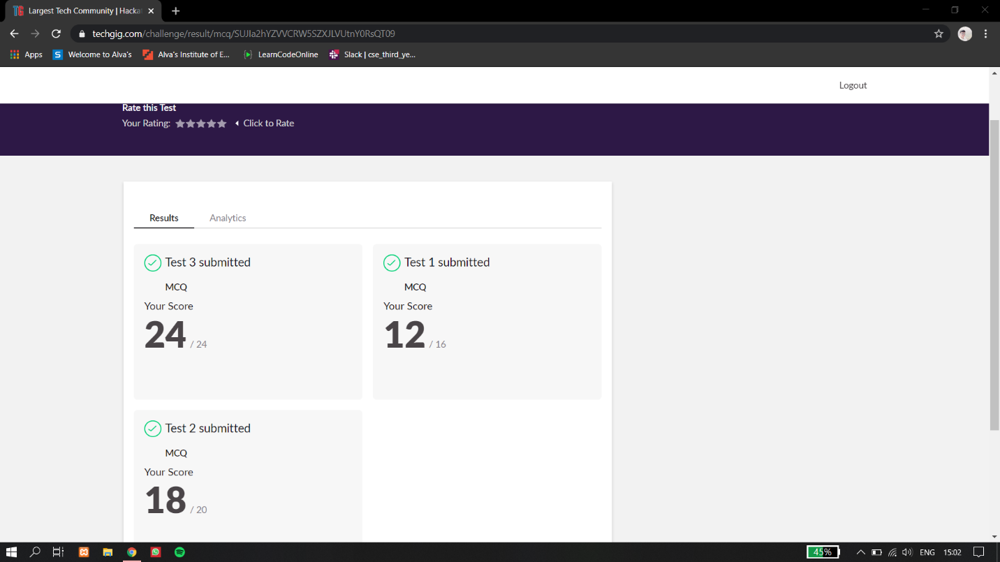 Largest Tech Community | Hacka
techgig.com/challenge/result/mcq/SUJIa2hYZVVCRW5SZXJLVUtnY0RsQT09
Apps Welcome to Alva's Alva's Institute of E... LearnCodeOnline Slack | cse_third_ye...
Logout
Rate this Test
Your Rating: Click to Rate
Results Analytics
Test 3 submitted
MCQ
Your Score
24 / 24
Test 1 submitted
MCQ
Your Score
12 / 16
Test 2 submitted
MCQ
Your Score
18 / 20
45% ENG 15:02